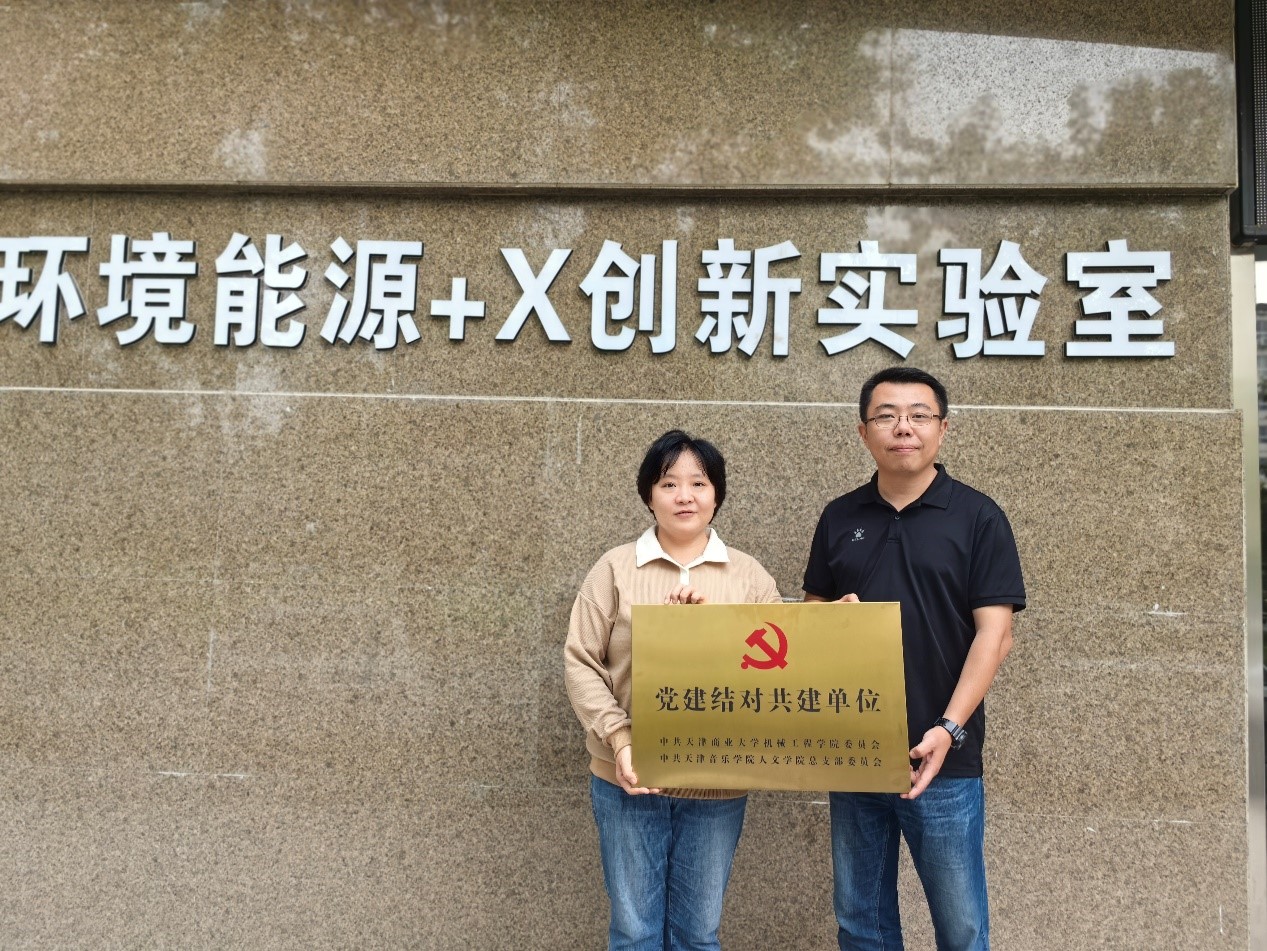 环境能源+X创新实验室
党建结对共建单位
中共天津商业大学机械工程学院委员会
中共天津音乐学院人文学院总支部委员会